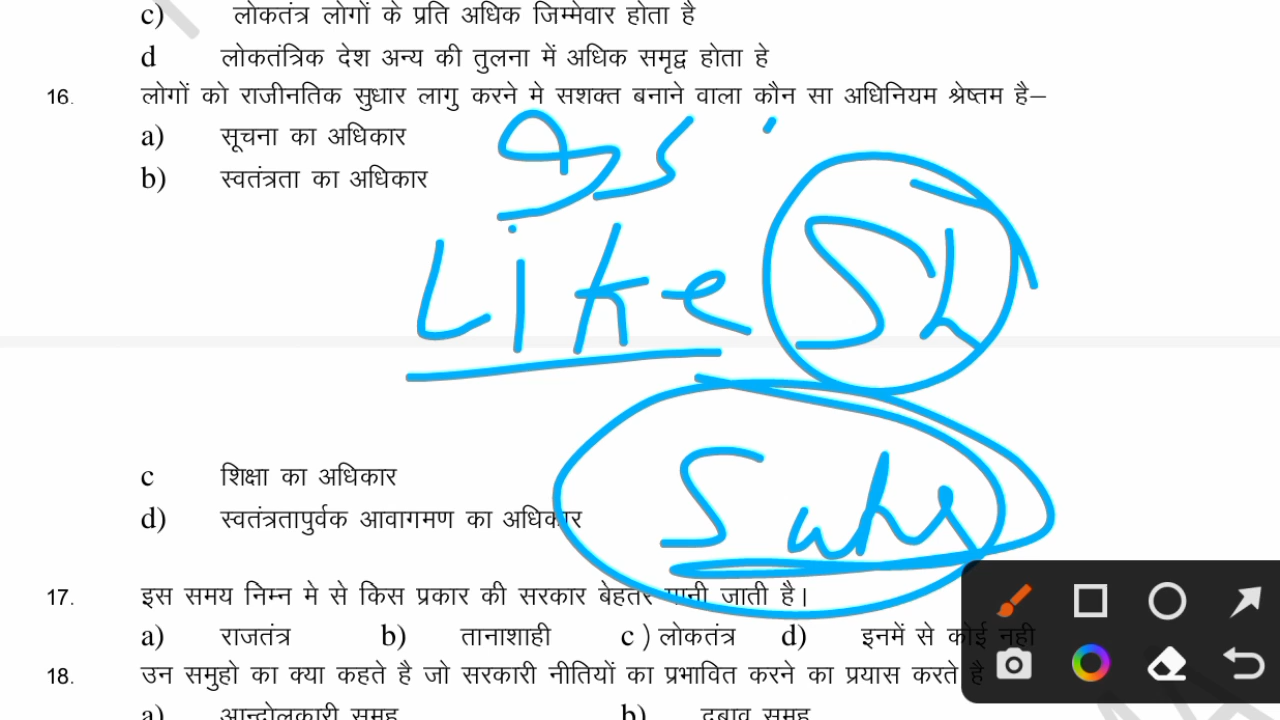 c) लोकतंत्र लोगों के प्रति अधिक जिम्मेवार होता है
d लोकतंत्रिक देश अन्य की तुलना में अधिक समृद्व होता हे
16. लोगों को राजीनतिक सुधार लागु करने मे सशक्त बनाने वाला कौन सा अधिनियम श्रेष्तम है–
a) सूचना का अधिकार
b) स्वतंत्रता का अधिकार
Like
c शिक्षा का अधिकार
d) स्वतंत्रतापुर्वक आवागमण का अधिकार
17. इस समय निम्न मे से किस प्रकार की सरकार बेहतर मानी जाती है।
a) राजतंत्र b) तानाशाही c ) लोकतंत्र d) इनमें से कोई नही
18. उन समुहो का क्या कहते है जो सरकारी नीतियों का प्रभावित करने का प्रयास करते है
a) आन्दोलकारी समूह b) दबाव समूह